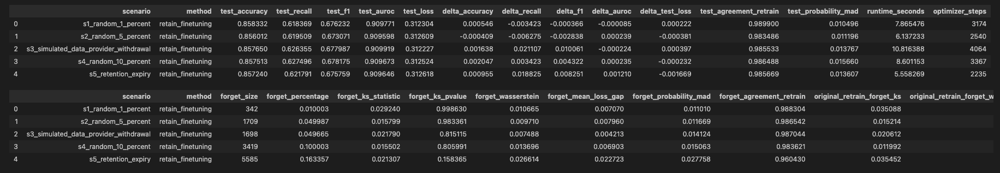 scenario method test_accuracy test_recall test_f1 test_auroc test_loss delta_accuracy delta_recall delta_f1 delta_auroc delta_test_loss test_agreement_retrain test_probability_mad runtime_seconds optimizer_steps
0 s1_random_1_percent retain_finetuning 0.858332 0.618369 0.676232 0.909771 0.312304 0.000546 -0.003423 -0.000366 -0.000085 0.000222 0.989900 0.010496 7.865476 3174
1 s2_random_5_percent retain_finetuning 0.856012 0.619509 0.673071 0.909598 0.312609 -0.000409 -0.006275 -0.002838 0.000239 -0.000381 0.983486 0.011196 6.137233 2540
2 s3_simulated_data_provider_withdrawal retain_finetuning 0.857650 0.626355 0.677987 0.909919 0.312227 0.001638 0.021107 0.010061 -0.000224 0.000397 0.985533 0.013767 10.816388 4064
3 s4_random_10_percent retain_finetuning 0.857513 0.627496 0.678175 0.909673 0.312524 0.002047 0.003423 0.004322 0.000235 -0.000232 0.986488 0.015660 8.601153 3367
4 s5_retention_expiry retain_finetuning 0.857240 0.621791 0.675759 0.909646 0.312618 0.000955 0.018825 0.008251 0.001210 -0.001669 0.985669 0.013607 5.558269 2235
scenario method forget_size forget_percentage forget_ks_statistic forget_ks_pvalue forget_wasserstein forget_mean_loss_gap forget_probability_mad forget_agreement_retrain original_retrain_forget_ks original_retrain_forget_w
0 s1_random_1_percent retain_finetuning 342 0.010003 0.029240 0.998630 0.010665 0.007070 0.011010 0.988304 0.035088
1 s2_random_5_percent retain_finetuning 1709 0.049987 0.015799 0.983361 0.009710 0.007960 0.011669 0.986542 0.015214
2 s3_simulated_data_provider_withdrawal retain_finetuning 1698 0.049665 0.021790 0.815115 0.007488 0.004213 0.014124 0.987044 0.020612
3 s4_random_10_percent retain_finetuning 3419 0.100003 0.015502 0.805991 0.013696 0.006903 0.015063 0.983621 0.011992
4 s5_retention_expiry retain_finetuning 5585 0.163357 0.021307 0.158365 0.026614 0.022723 0.027758 0.960430 0.035452